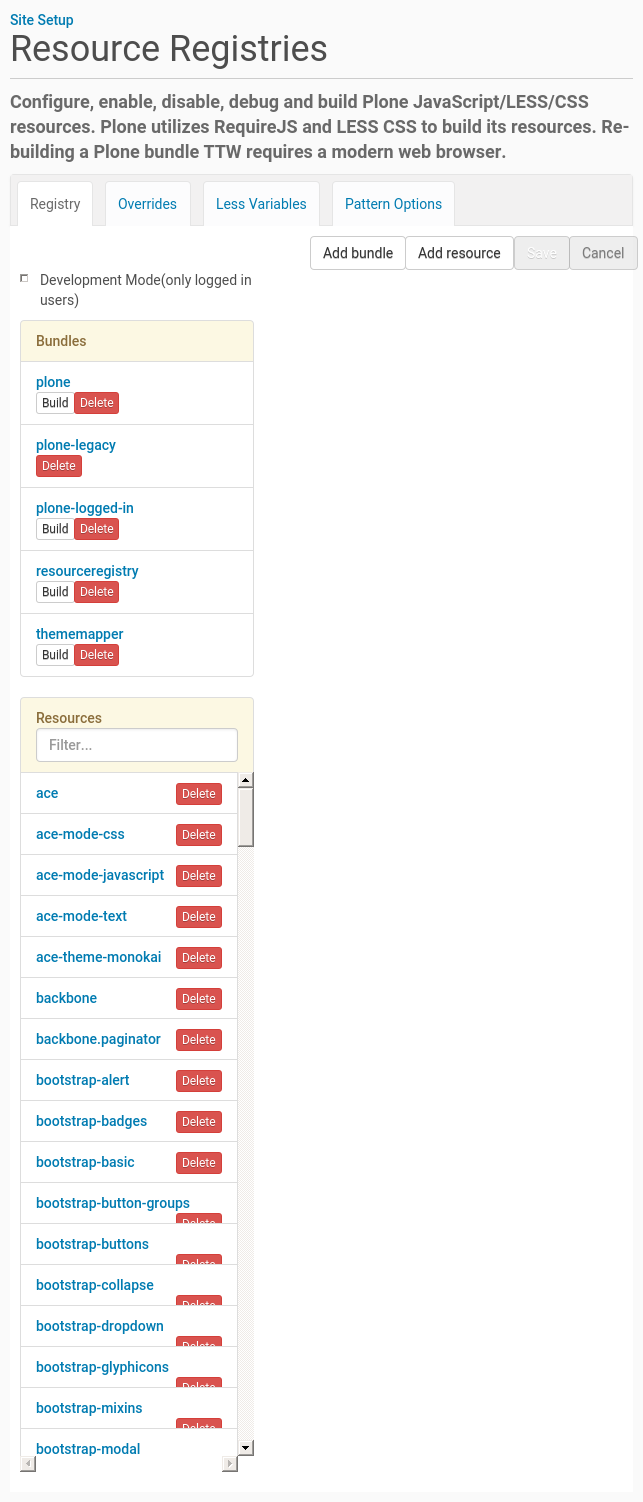 Site Setup
Resource Registries
Configure, enable, disable, debug and build Plone JavaScript/LESS/CSS
resources. Plone utilizes RequireJS and LESS CSS to build its resources. Re-
building a Plone bundle TTW requires a modern web browser.
Registry Overrides Less Variables Pattern Options
Add bundle Add resource Save Cancel
Development Mode(only logged in
users)
Bundles
plone
Build Delete
plone-legacy
Delete
plone-logged-in
Build Delete
resourceregistry
Build Delete
thememapper
Build Delete
Resources
Filter...
ace Delete
ace-mode-css Delete
ace-mode-javascript Delete
ace-mode-text Delete
ace-theme-monokai Delete
backbone Delete
backbone.paginator Delete
bootstrap-alert Delete
bootstrap-badges Delete
bootstrap-basic Delete
bootstrap-button-groups
Delete
bootstrap-buttons
Delete
bootstrap-collapse
Delete
bootstrap-dropdown
Delete
bootstrap-glyphicons
Delete
bootstrap-mixins
Delete
bootstrap-modal